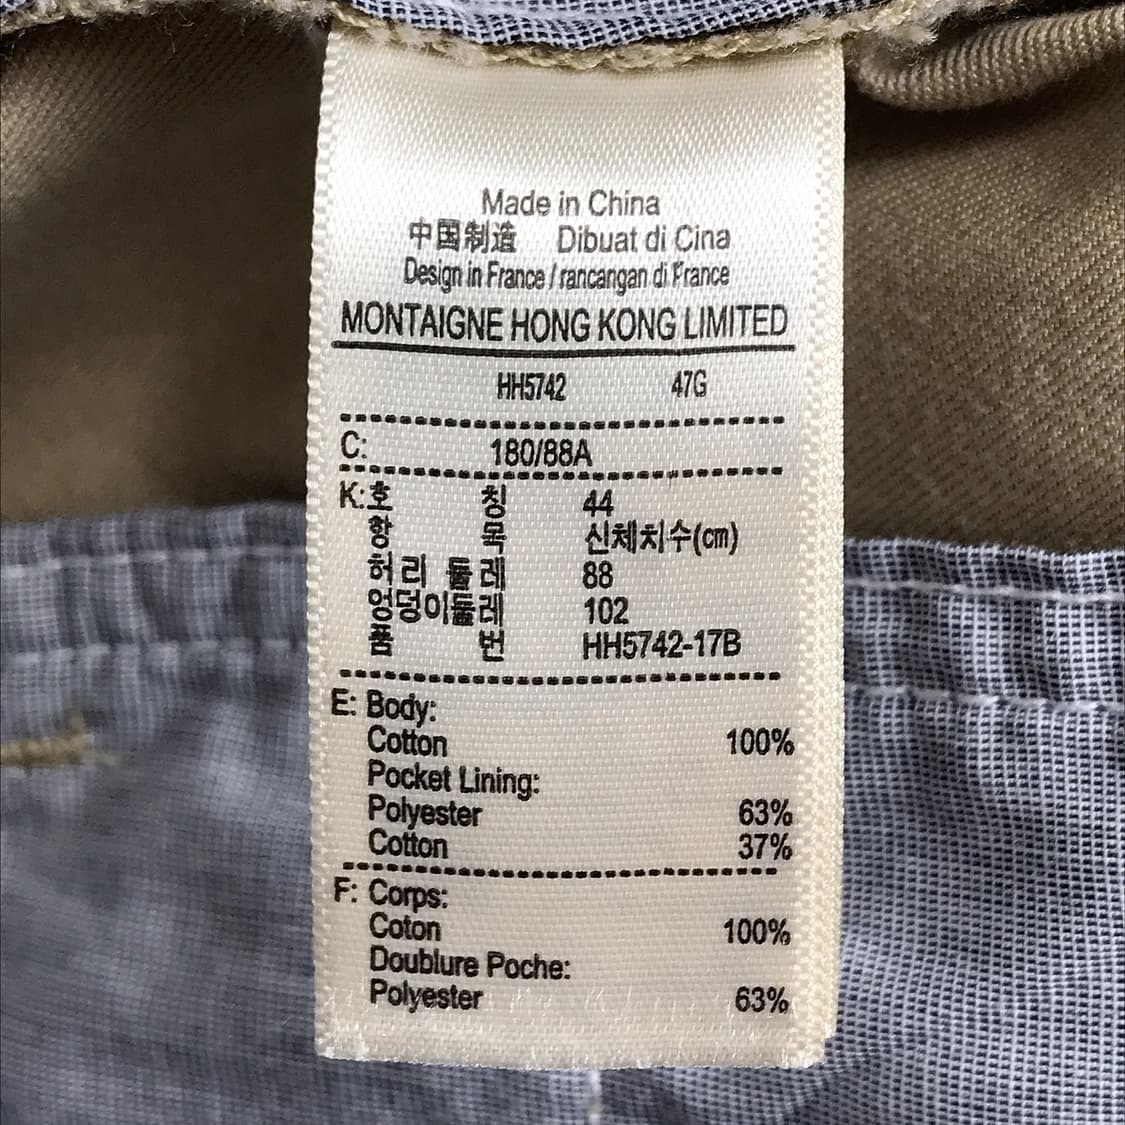 Made in China
中国制造 Dibuat di Cina
Design in France / rancangan di France
MONTAIGNE HONG KONG LIMITED
HH5742 47G
C: 180/88A
K:호 칭 44
항 목 신체치수(cm)
허리 둘레 88
엉덩이둘레 102
품 번 HH5742-17B
E: Body:
Cotton 100%
Pocket Lining:
Polyester 63%
Cotton 37%
F: Corps:
Coton 100%
Doublure Poche:
Polyester 63%